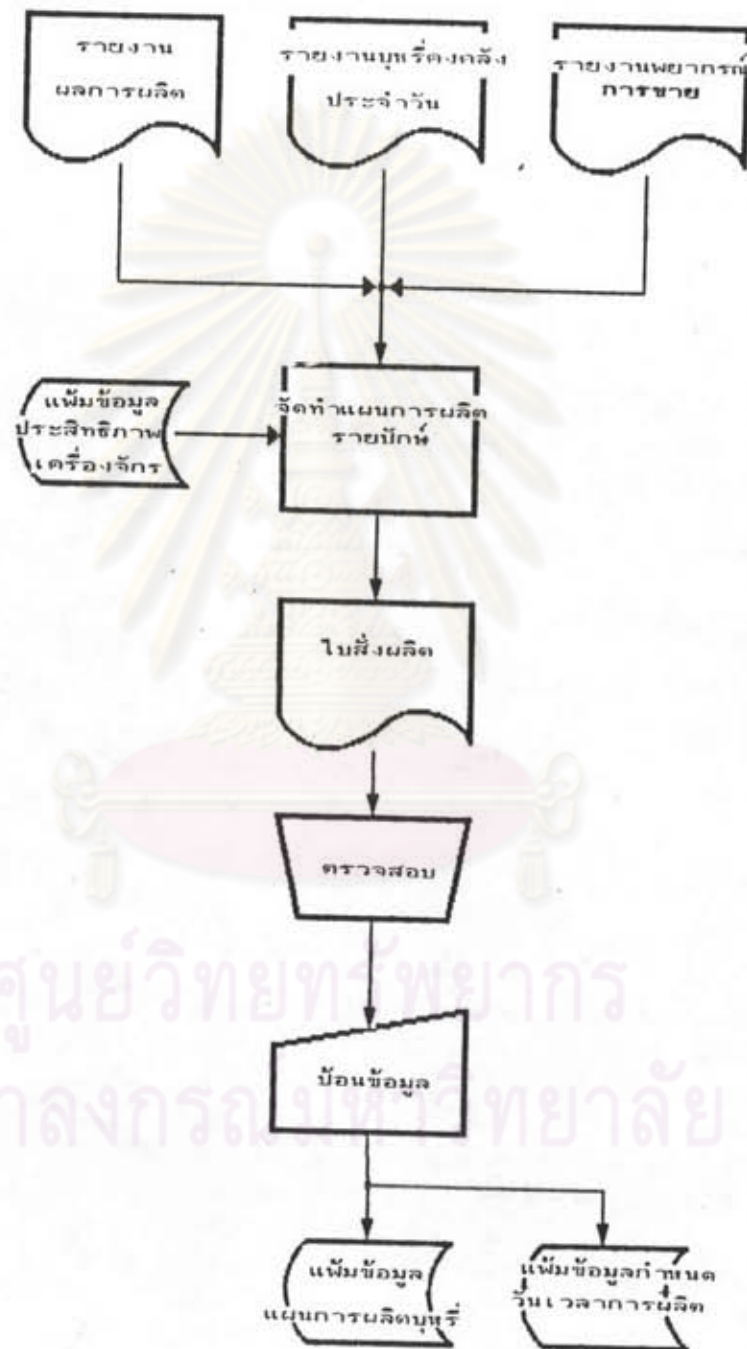 รายงาน
ผลการผลิต
รายงานบุหรี่คงคลัง
ประจำวัน
รายงานพยากรณ์
การขาย
แฟ้มข้อมูล
ประสิทธิภาพ
เครื่องจักร
จัดทำแผนการผลิต
รายปักษ์
ใบสั่งผลิต
ตรวจสอบ
ป้อนข้อมูล
แฟ้มข้อมูล
แผนการผลิตบุหรี่
แฟ้มข้อมูลกำหนด
วันเวลาการผลิต
ศูนย์วิทยทรัพยากร
าลงกรณมหาวิทยาลัย